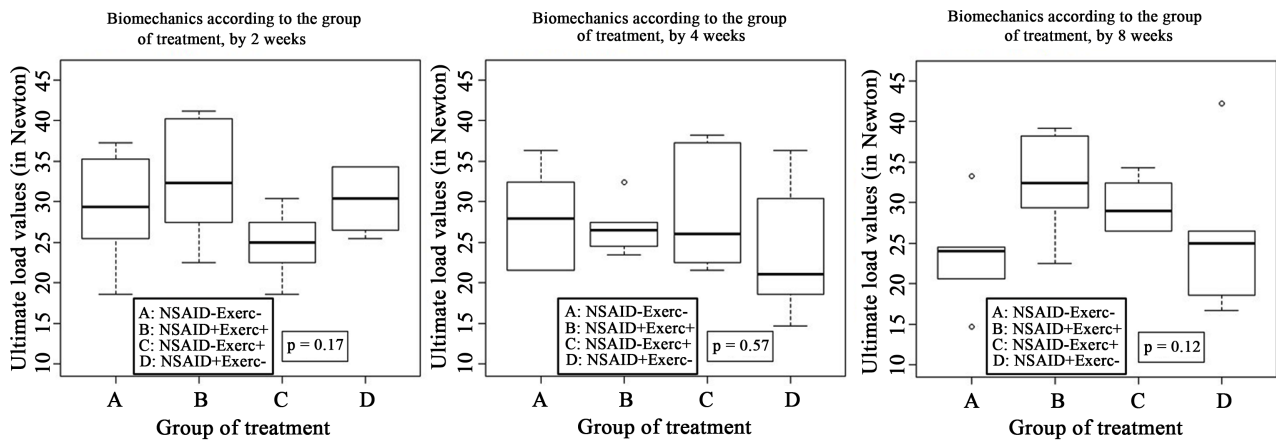 Biomechanics according to the group
of treatment, by 2 weeks
Ultimate load values (in Newton)
45
40
35
30
25
20
15
10
A: NSAID-Exerc-
B: NSAID+Exerc+
C: NSAID-Exerc+
D: NSAID+Exerc-
p = 0.17
A B C D
Group of treatment
Biomechanics according to the group
of treatment, by 4 weeks
Ultimate load values (in Newton)
45
40
35
30
25
20
15
10
A: NSAID-Exerc-
B: NSAID+Exerc+
C: NSAID-Exerc+
D: NSAID+Exerc-
p = 0.57
A B C D
Group of treatment
Biomechanics according to the group
of treatment, by 8 weeks
Ultimate load values (in Newton)
45
40
35
30
25
20
15
10
A: NSAID-Exerc-
B: NSAID+Exerc+
C: NSAID-Exerc+
D: NSAID+Exerc-
p = 0.12
A B C D
Group of treatment